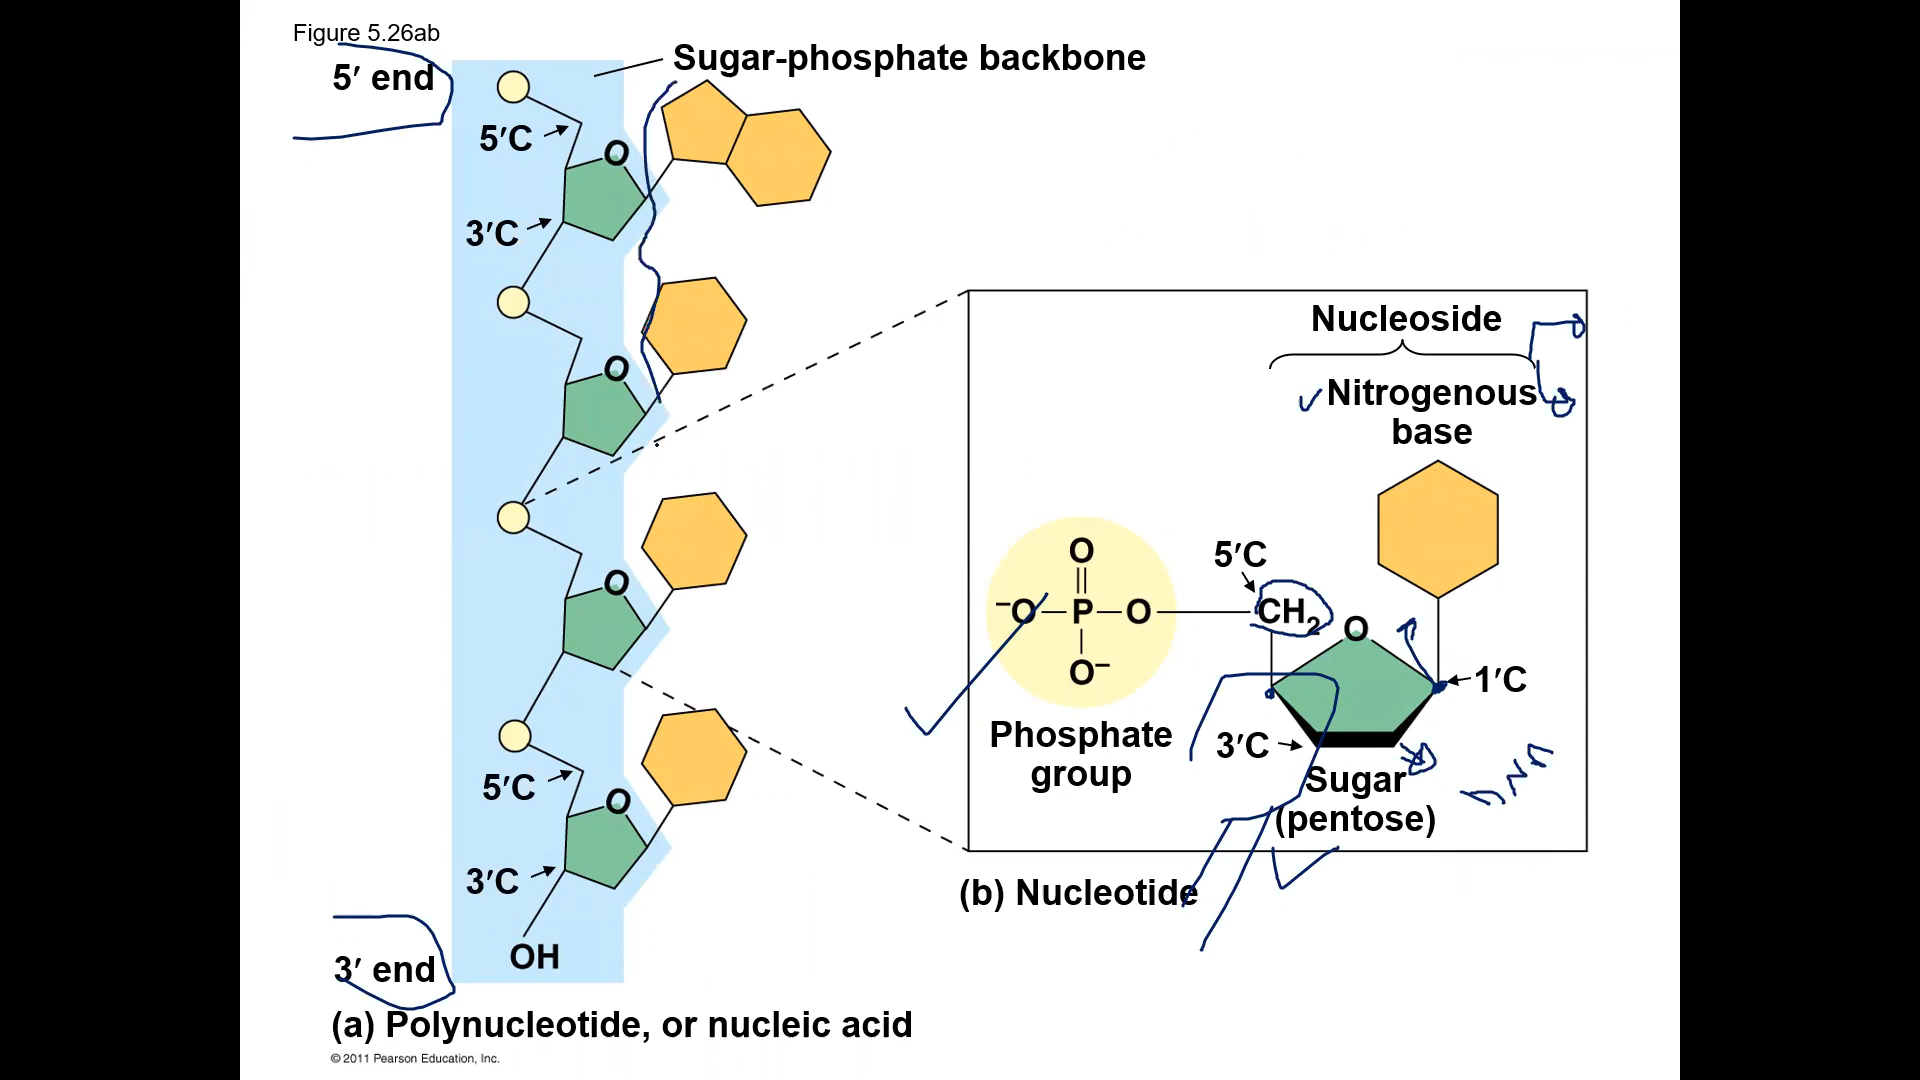 Figure 5.26ab
5′ end
Sugar-phosphate backbone
5′C
O
3′C
O
O
5′C
O
3′C
OH
3′ end
(a) Polynucleotide, or nucleic acid
© 2011 Pearson Education, Inc.
Nucleoside
Nitrogenous
base
O
5′C
⁻O—P—O
CH₂
O
O⁻
1′C
Phosphate
group
3′C
Sugar
(pentose)
(b) Nucleotide